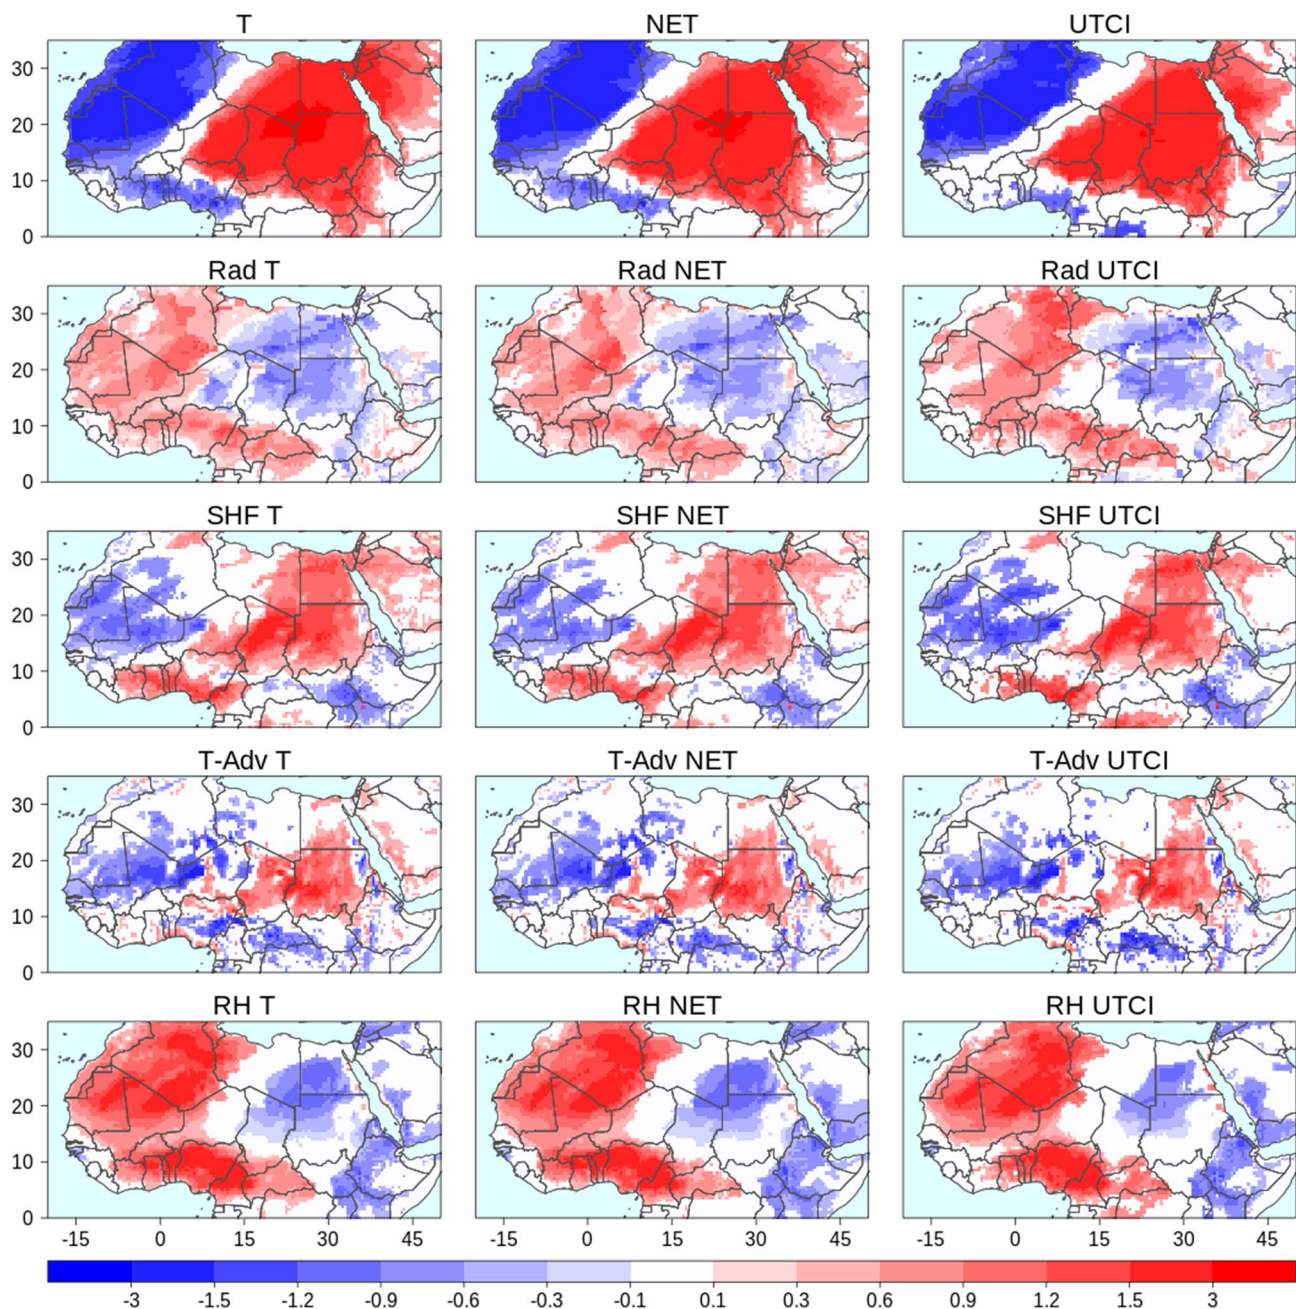 T NET UTCI
30
20
10
0
Rad T Rad NET Rad UTCI
30
20
10
0
SHF T SHF NET SHF UTCI
30
20
10
0
T-Adv T T-Adv NET T-Adv UTCI
30
20
10
0
RH T RH NET RH UTCI
30
20
10
0
-15 0 15 30 45 -15 0 15 30 45 -15 0 15 30 45
-3 -1.5 -1.2 -0.9 -0.6 -0.3 -0.1 0.1 0.3 0.6 0.9 1.2 1.5 3